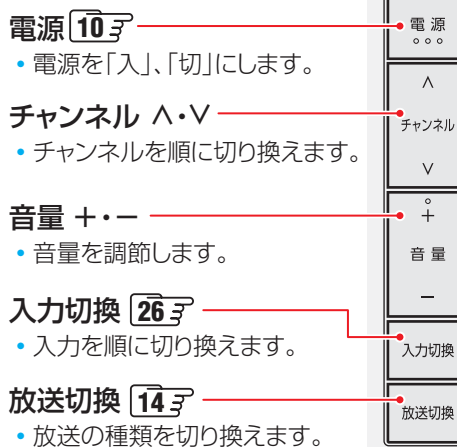 電源 10
• 電源を「入」、「切」にします。
チャンネル ∧・∨
• チャンネルを順に切り換えます。
音量 ＋・－
• 音量を調節します。
入力切換 26
• 入力を順に切り換えます。
放送切換 14
• 放送の種類を切り換えます。
電源
∧
チャンネル
∨
＋
音量
－
入力切換
放送切換